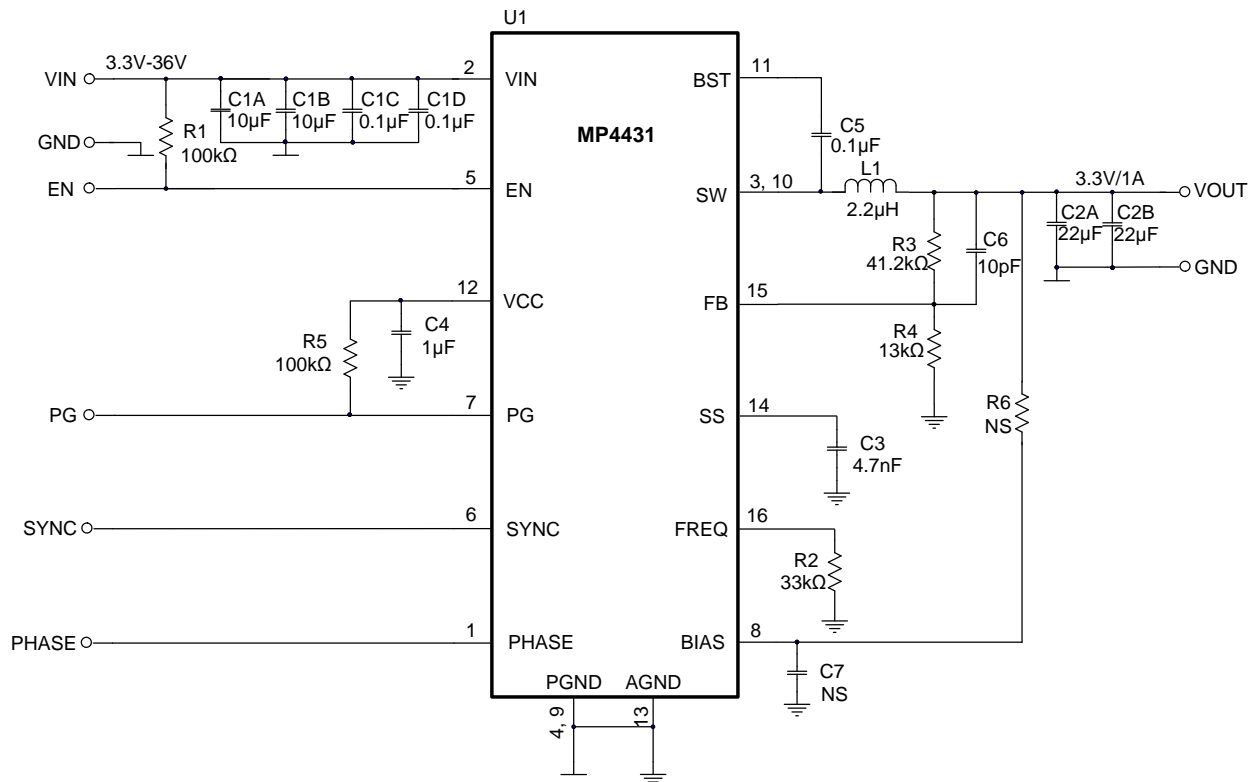 U1
3.3V-36V
VIN
2
VIN
C1A
10µF
C1B
10µF
C1C
0.1µF
C1D
0.1µF
R1
100kΩ
GND
EN
5
EN
MP4431
BST
11
C5
0.1µF
L1
2.2µH
SW
3, 10
3.3V/1A
VOUT
C2A
22µF
C2B
22µF
GND
R3
41.2kΩ
C6
10pF
FB
15
R4
13kΩ
12
VCC
C4
1µF
R5
100kΩ
PG
7
PG
SS
14
C3
4.7nF
R6
NS
SYNC
6
SYNC
FREQ
16
R2
33kΩ
PHASE
1
PHASE
BIAS
8
C7
NS
PGND
AGND
4, 9
13